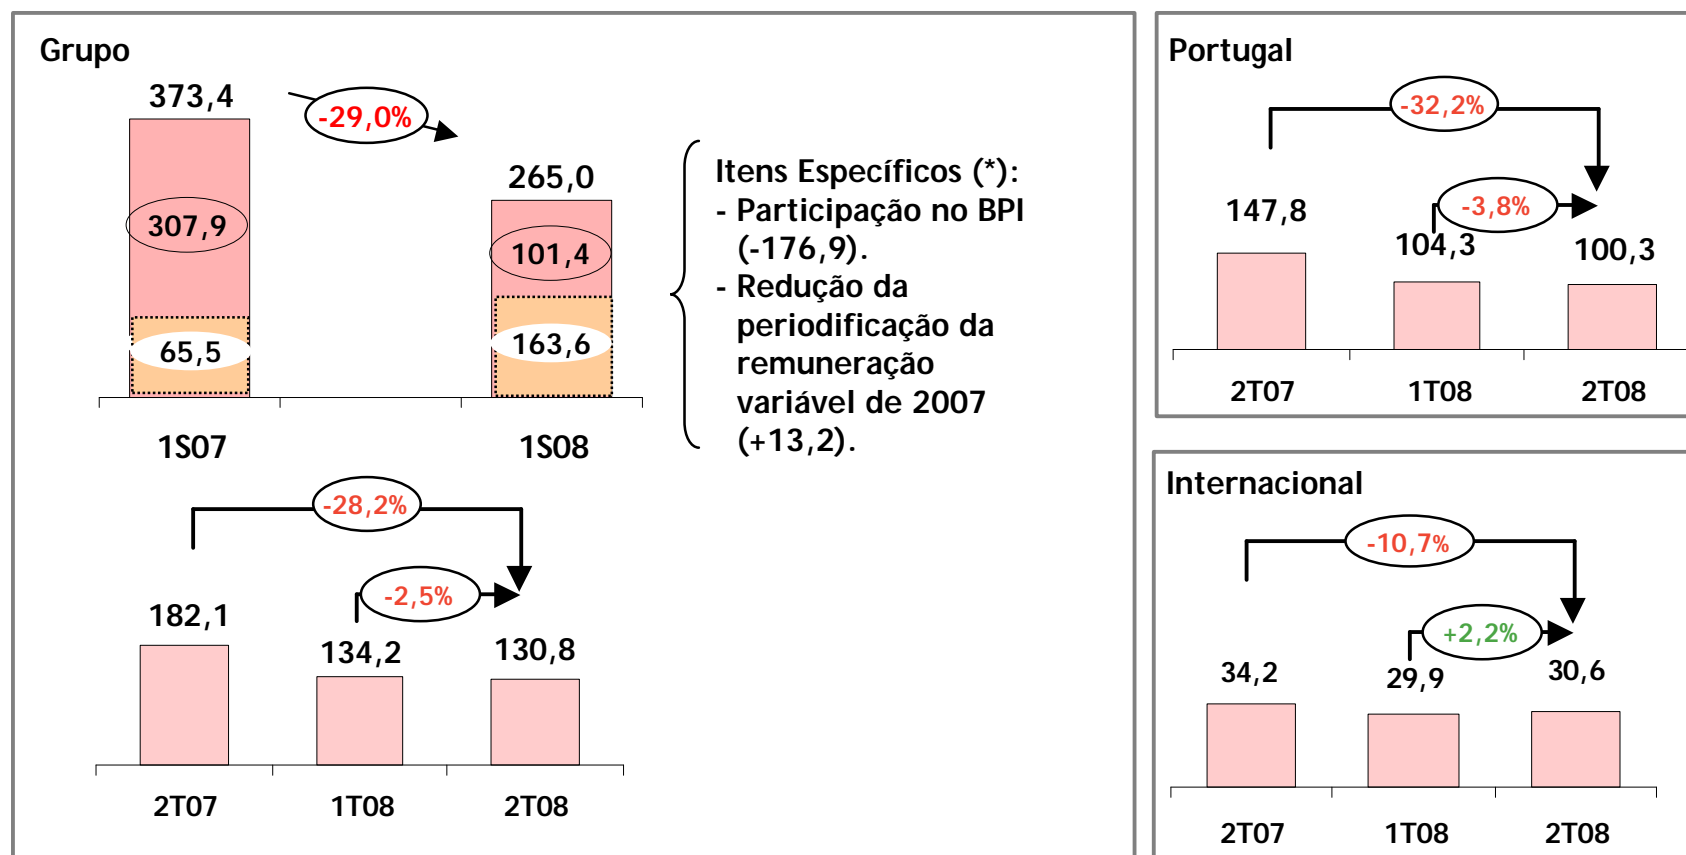 Grupo
373,4
-29,0%
265,0
307,9
101,4
65,5
163,6
1S07
1S08
Itens Específicos (*):
- Participação no BPI
(-176,9).
- Redução da
periodificação da
remuneração
variável de 2007
(+13,2).
-28,2%
-2,5%
182,1
134,2
130,8
2T07
1T08
2T08
Portugal
-32,2%
-3,8%
147,8
104,3
100,3
2T07
1T08
2T08
Internacional
-10,7%
+2,2%
34,2
29,9
30,6
2T07
1T08
2T08